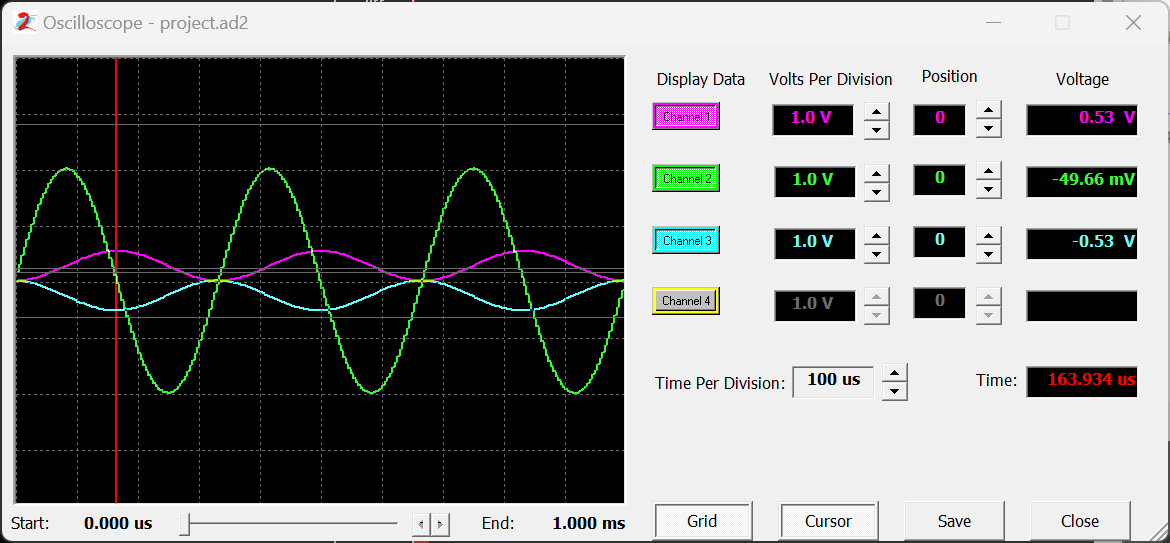 Oscilloscope - project.ad2
Display Data Volts Per Division Position Voltage
Channel 1 1.0 V 0 0.53 V
Channel 2 1.0 V 0 -49.66 mV
Channel 3 1.0 V 0 -0.53 V
Channel 4 1.0 V 0
Time Per Division: 100 us Time: 163.934 us
Start: 0.000 us End: 1.000 ms Grid Cursor Save Close